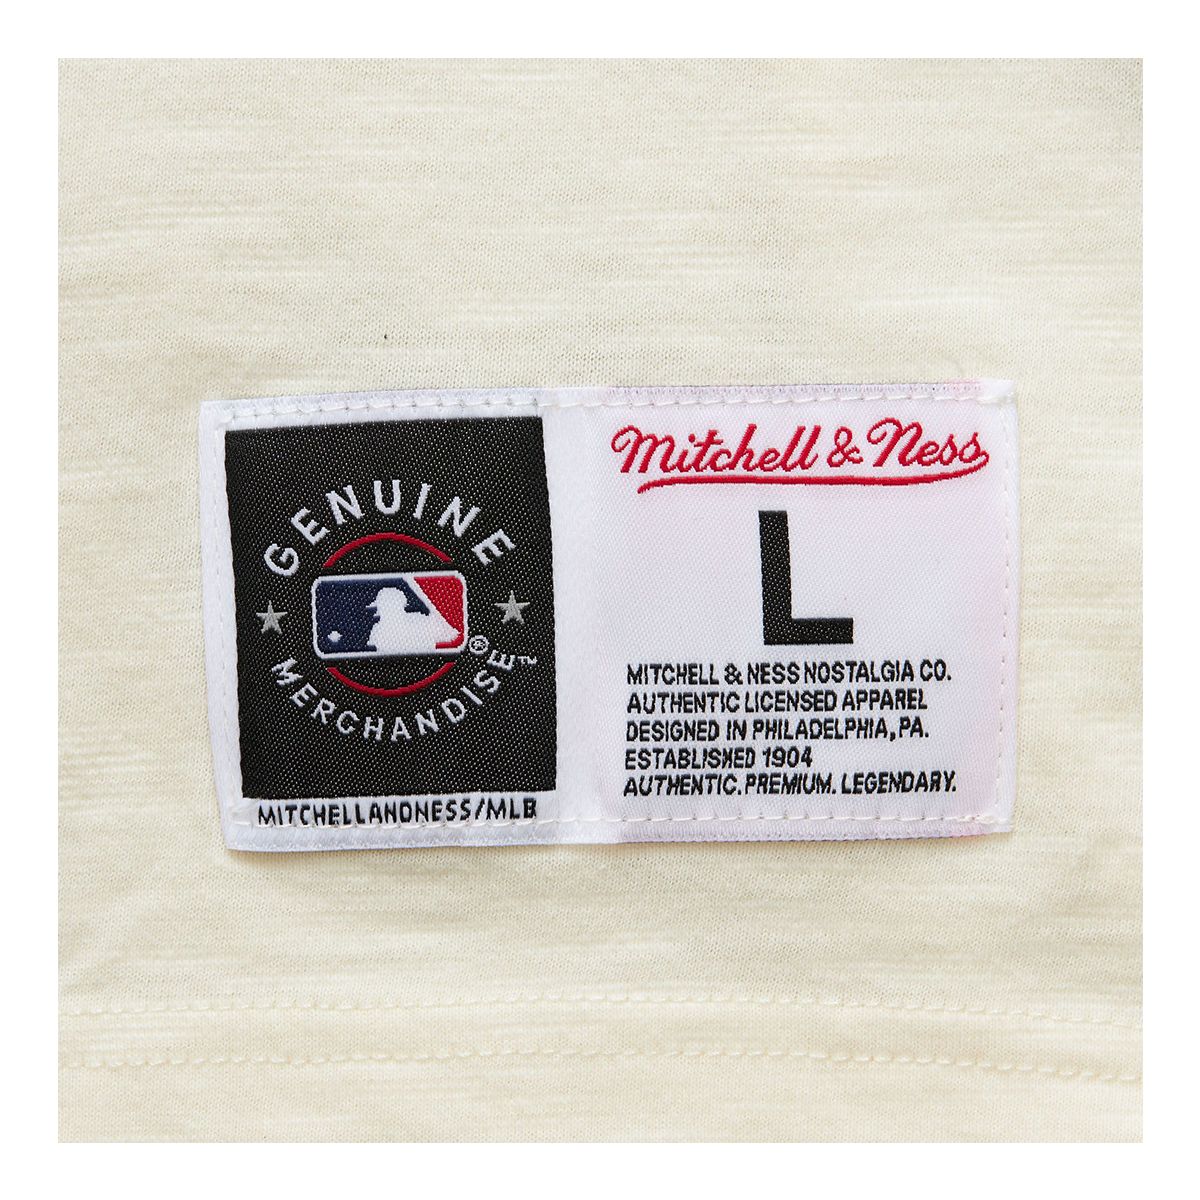 GENUINE
MERCHANDISE™
®
MITCHELLANDNESS/MLB
Mitchell & Ness
L
MITCHELL & NESS NOSTALGIA CO.
AUTHENTIC LICENSED APPAREL
DESIGNED IN PHILADELPHIA, PA.
ESTABLISHED 1904
AUTHENTIC. PREMIUM. LEGENDARY.